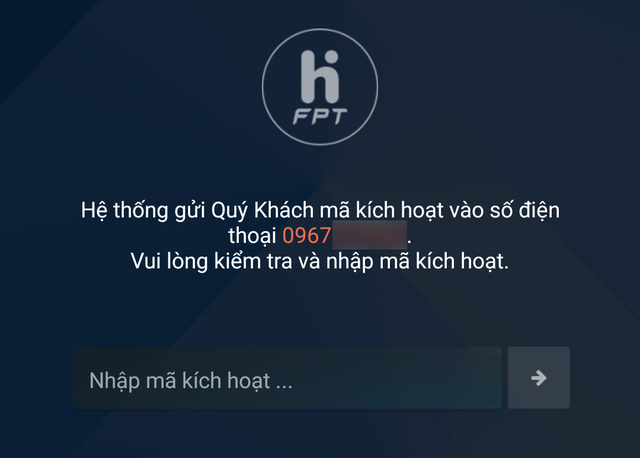 hi
FPT
Hệ thống gửi Quý Khách mã kích hoạt vào số điện
thoại 0967 .
Vui lòng kiểm tra và nhập mã kích hoạt.
Nhập mã kích hoạt ...